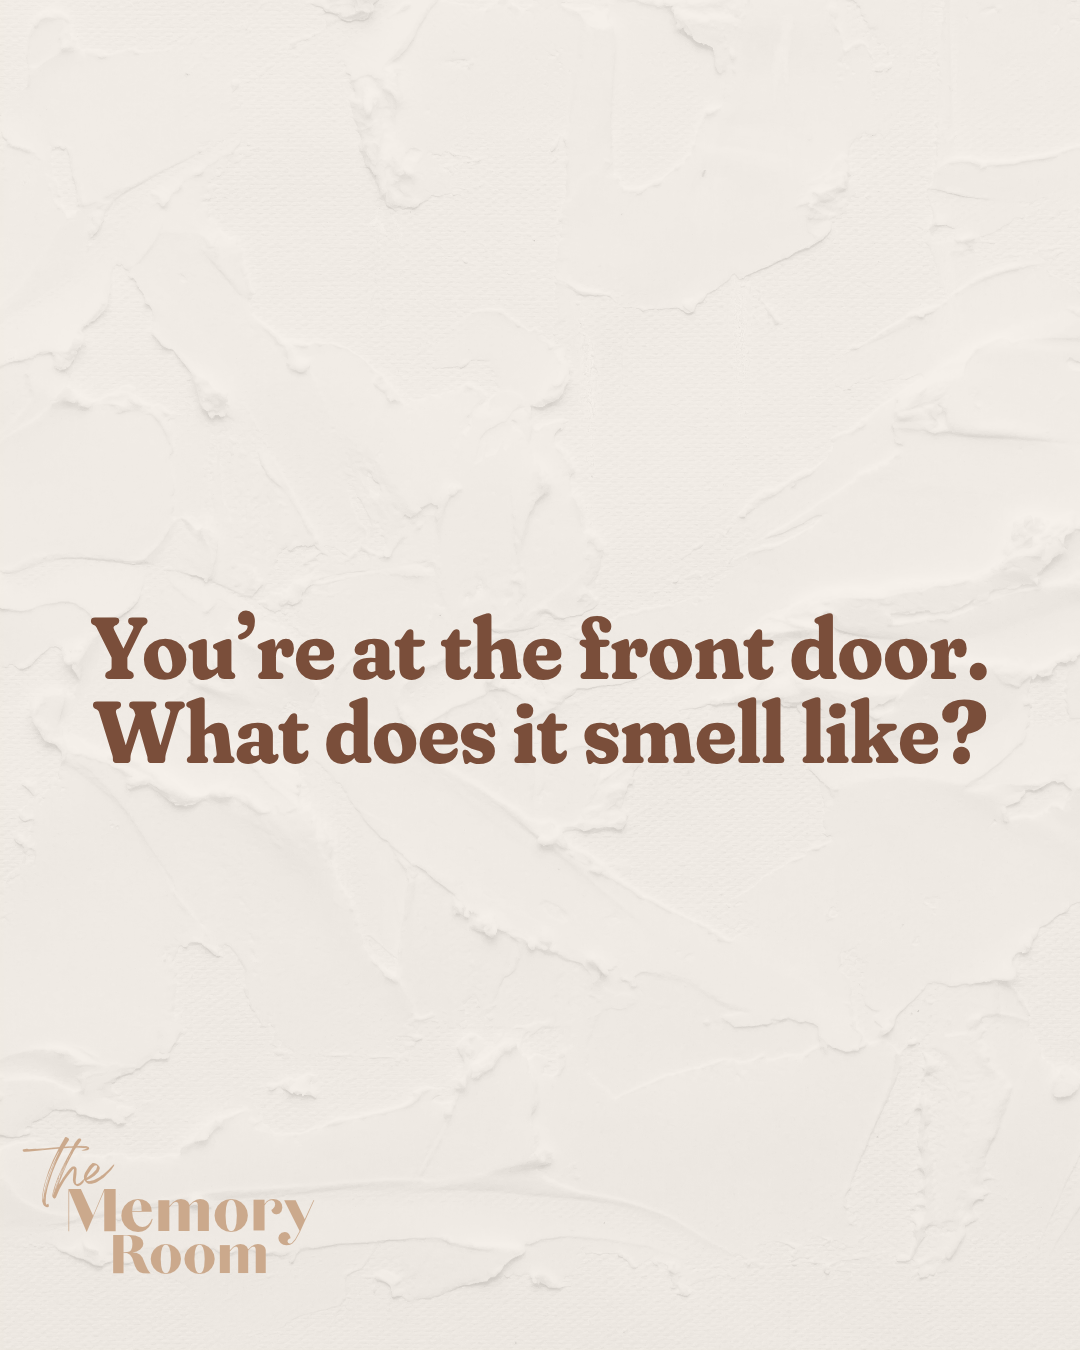 You’re at the front door.
What does it smell like?
the
Memory
Room